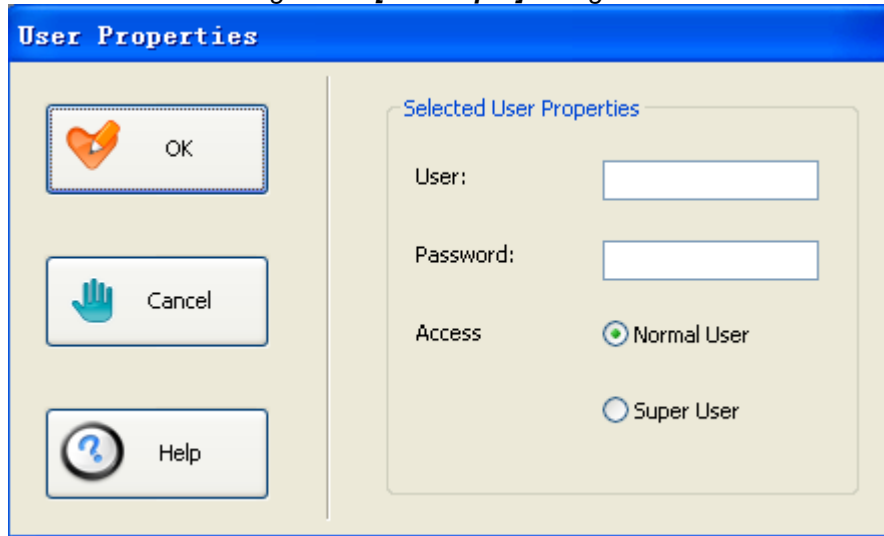 User Properties
OK
Cancel
Help
Selected User Properties
User:
Password:
Access
Normal User
Super User